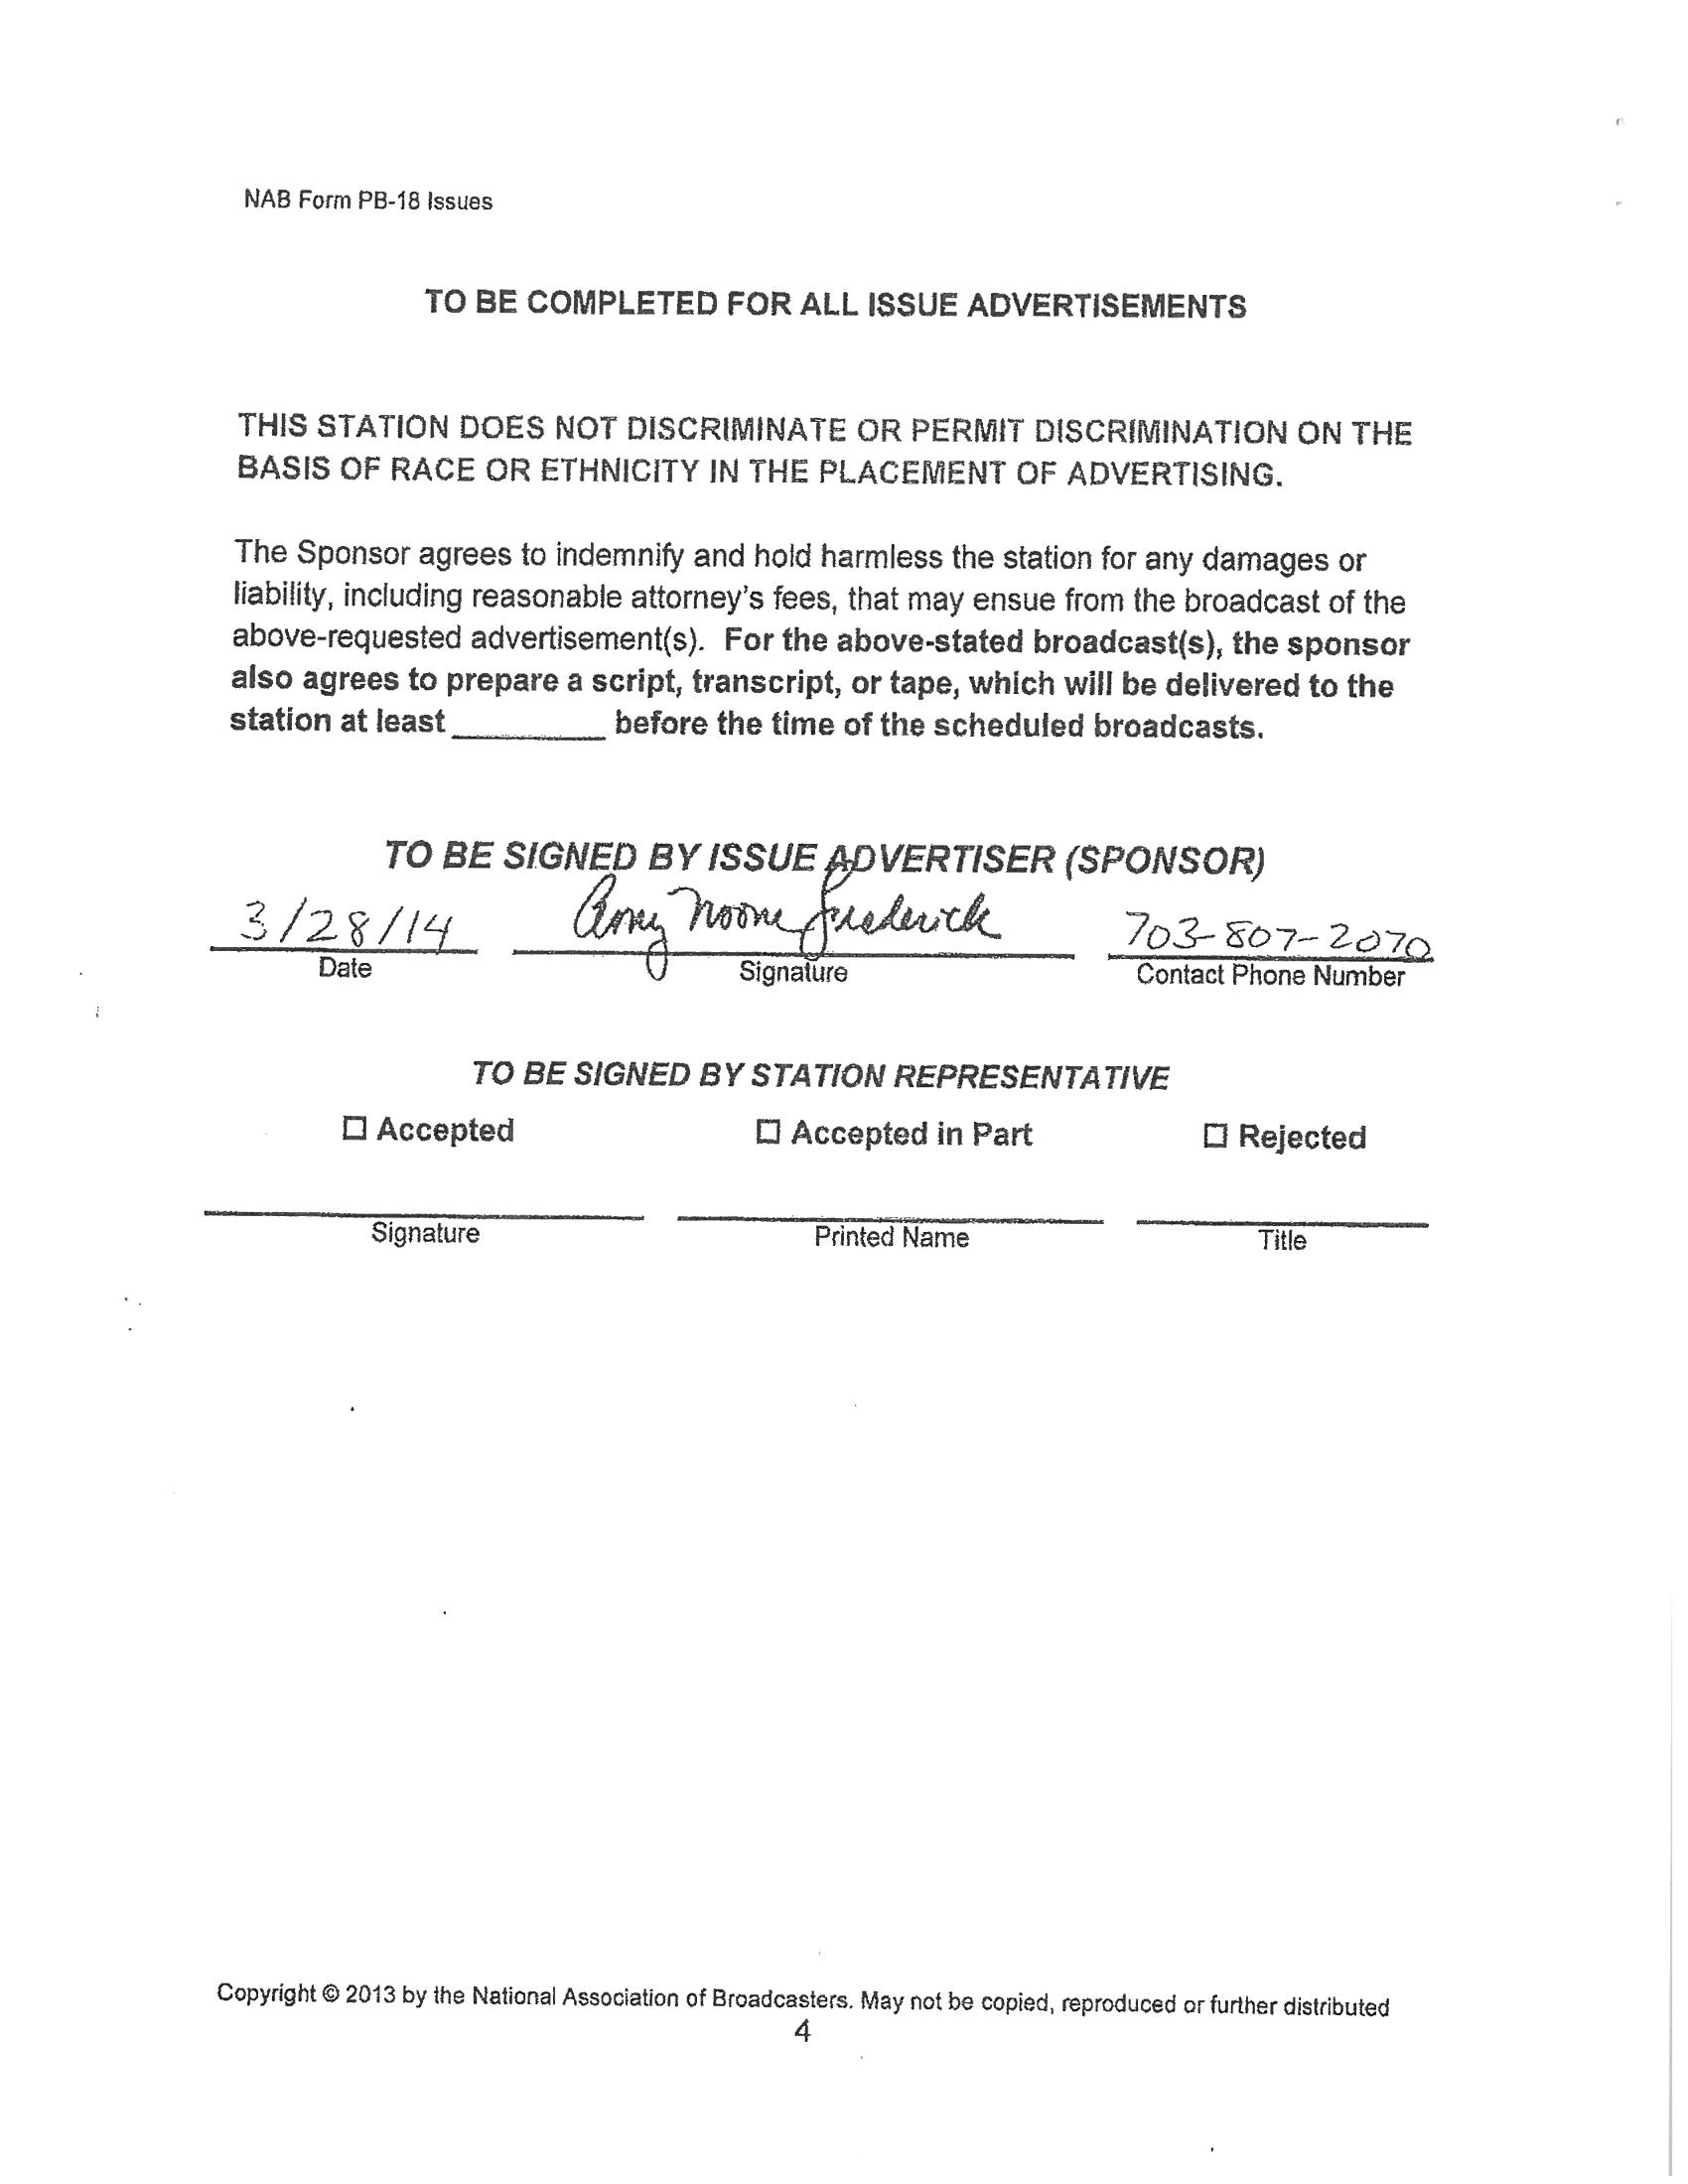 NAB Form PB-18 Issues
TO BE COMPLETED FOR ALL ISSUE ADVERTISEMENTS
THIS STATION DOES NOT DISCRIMINATE OR PERMIT DISCRIMINATION ON THE
BASIS OF RACE OR ETHNICITY IN THE PLACEMENT OF ADVERTISING.
The Sponsor agrees to indemnify and hold harmless the station for any damages or
liability, including reasonable attorney's fees, that may ensue from the broadcast of the
above-requested advertisement(s). For the above-stated broadcast(s), the sponsor
also agrees to prepare a script, transcript, or tape, which will be delivered to the
station at least ________ before the time of the scheduled broadcasts.
TO BE SIGNED BY ISSUE ADVERTISER (SPONSOR)
3/28/14 Amy Noone Frederick 703-807-2070
Date Signature Contact Phone Number
TO BE SIGNED BY STATION REPRESENTATIVE
☐ Accepted ☐ Accepted in Part ☐ Rejected
Signature Printed Name Title
Copyright © 2013 by the National Association of Broadcasters. May not be copied, reproduced or further distributed
4